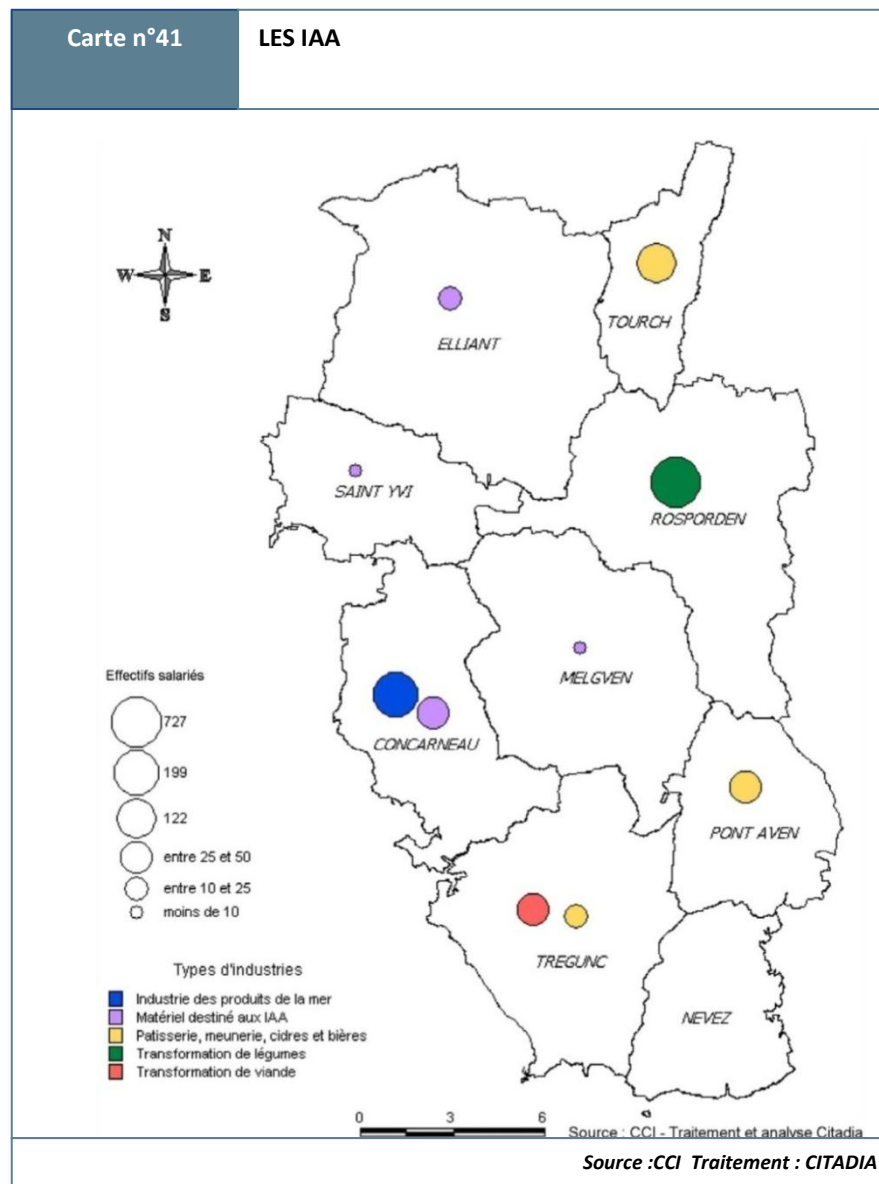 Carte n°41
LES IAA
N
W E
S
TOURCH
ELLIANT
SAINT YVI
ROSPORDEN
MELGVEN
CONCARNEAU
PONT AVEN
TREGUNC
NEVEZ
Effectifs salariés
727
199
122
entre 25 et 50
entre 10 et 25
moins de 10
Types d'industries
Industrie des produits de la mer
Matériel destiné aux IAA
Patisserie, meunerie, cidres et bières
Transformation de légumes
Transformation de viande
0 3 6
Source : CCI - Traitement et analyse Citadia
Source :CCI Traitement : CITADIA